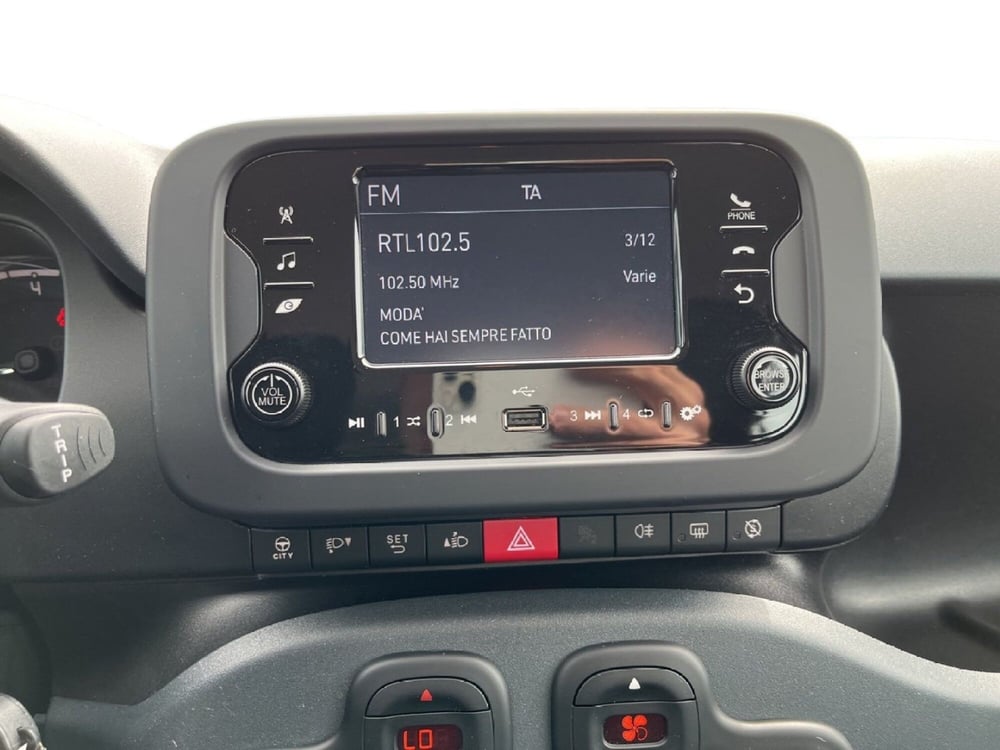 FM TA
RTL102.5 3/12
102.50 MHz Varie
MODA'
COME HAI SEMPRE FATTO
PHONE
VOL
MUTE
BROWSE
ENTER
1 2 3 4
4
TRIP
CITY
SET
LO